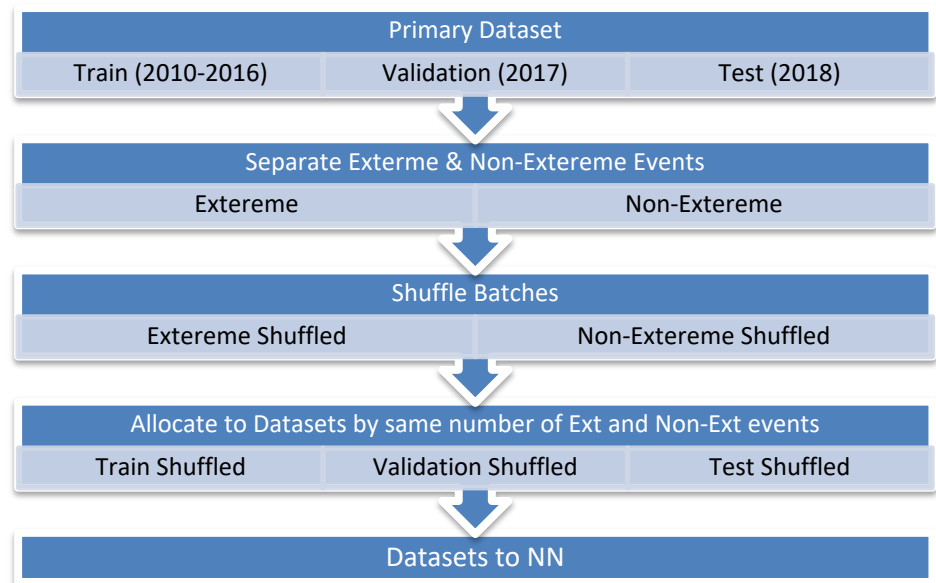 Primary Dataset
Train (2010-2016) Validation (2017) Test (2018)
Separate Exterme & Non-Extereme Events
Extereme Non-Extereme
Shuffle Batches
Extereme Shuffled Non-Extereme Shuffled
Allocate to Datasets by same number of Ext and Non-Ext events
Train Shuffled Validation Shuffled Test Shuffled
Datasets to NN